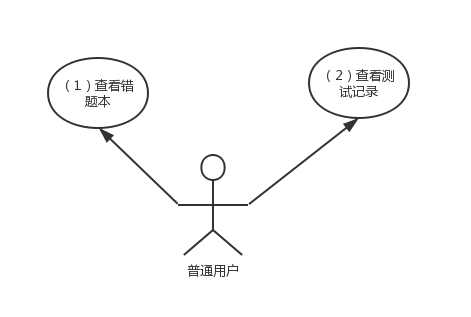 （1）查看错
题本
（2）查看测
试记录
普通用户